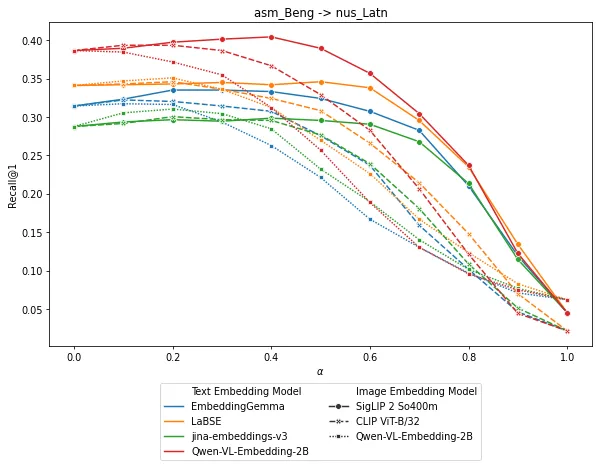 asm_Beng -> nus_Latn
Recall@1
0.40
0.35
0.30
0.25
0.20
0.15
0.10
0.05
0.0 0.2 0.4 0.6 0.8 1.0
α
Text Embedding Model
EmbeddingGemma
LaBSE
jina-embeddings-v3
Qwen-VL-Embedding-2B
Image Embedding Model
SigLIP 2 So400m
CLIP ViT-B/32
Qwen-VL-Embedding-2B